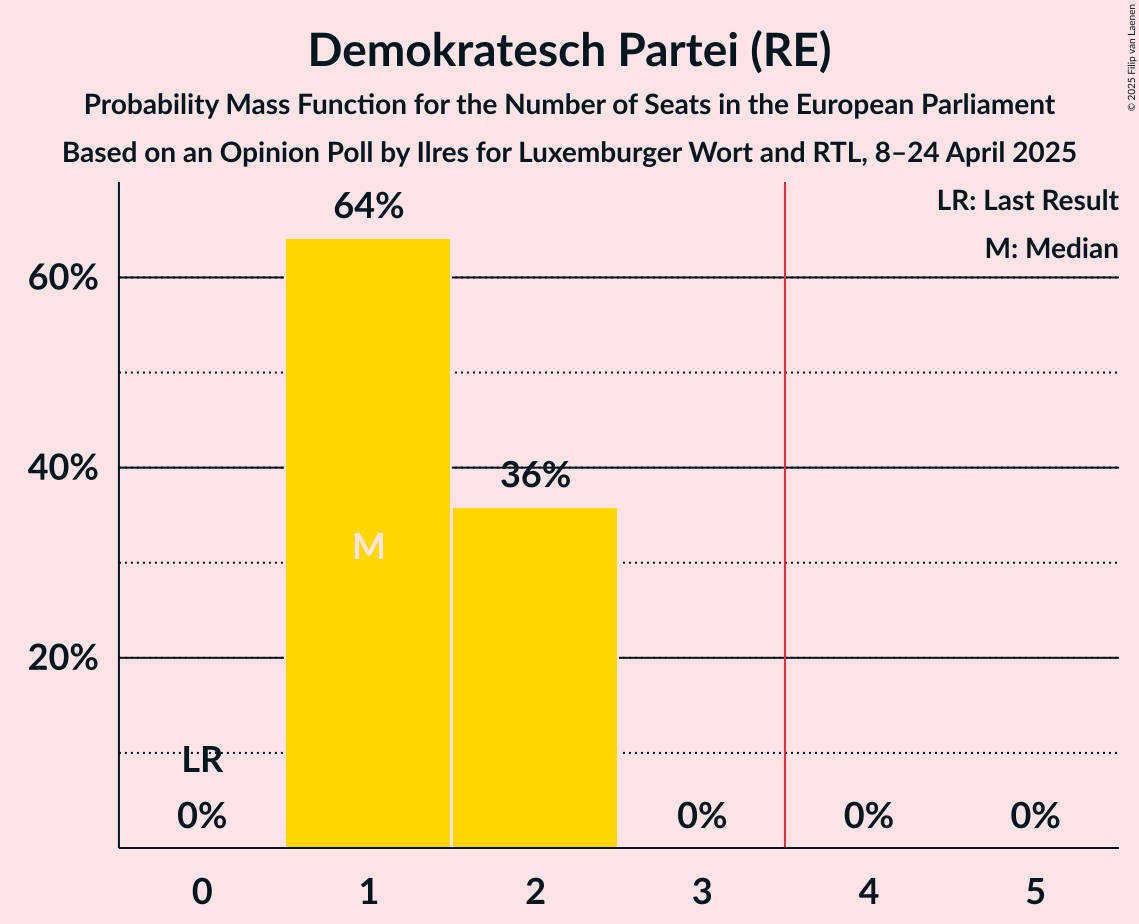 Demokratesch Partei (RE)
Probability Mass Function for the Number of Seats in the European Parliament
Based on an Opinion Poll by Ilres for Luxemburger Wort and RTL, 8–24 April 2025
© 2025 Filip van Laenen
LR: Last Result
M: Median
64%
60%
40%
36%
M
20%
LR
0%
0%
0%
0%
0
1
2
3
4
5